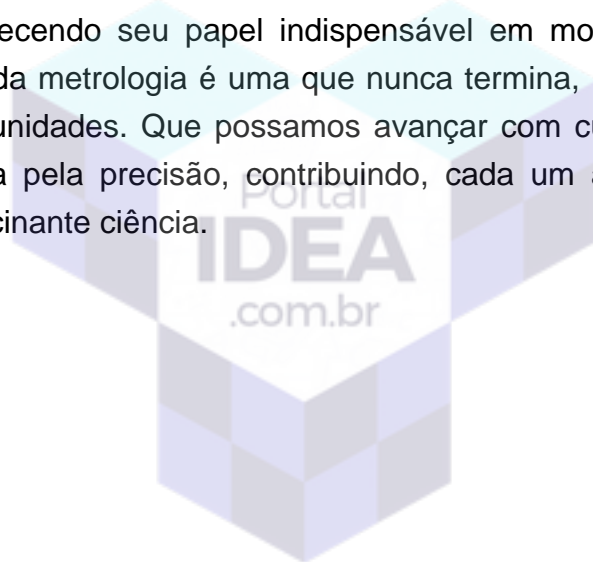 ecendo seu papel indispensável em mo
da metrologia é uma que nunca termina,
unidades. Que possamos avançar com cu
a pela precisão, contribuindo, cada um a
cinante ciência.
Portal
IDEA
.com.br